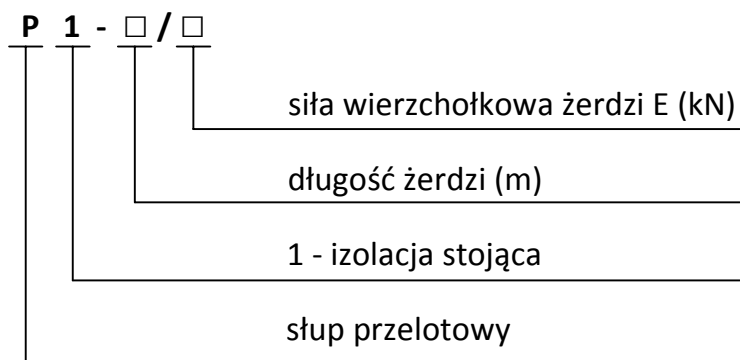 P 1 - □ / □
siła wierzchołkowa żerdzi E (kN)
długość żerdzi (m)
1 - izolacja stojąca
słup przelotowy